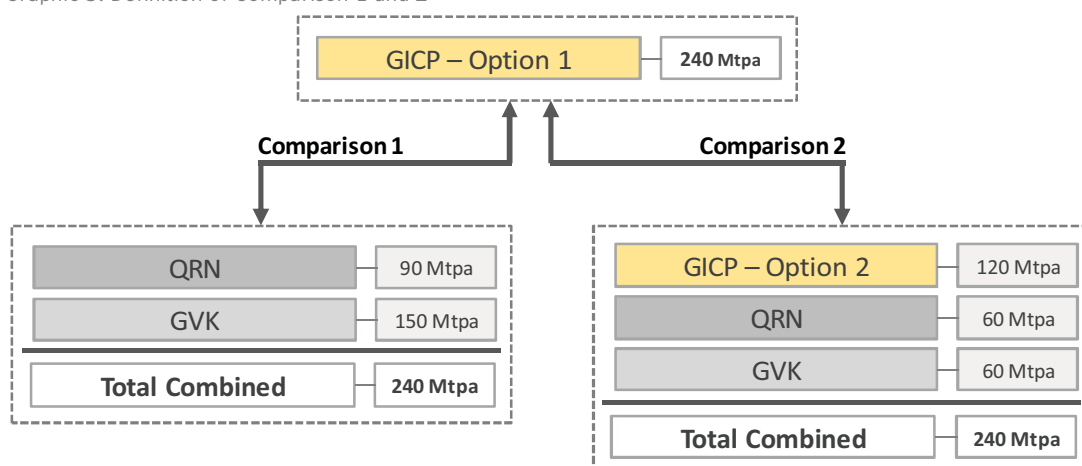 GICP – Option 1
240 Mtpa
Comparison 1
Comparison 2
QRN
90 Mtpa
GVK
150 Mtpa
Total Combined
240 Mtpa
GICP – Option 2
120 Mtpa
QRN
60 Mtpa
GVK
60 Mtpa
Total Combined
240 Mtpa